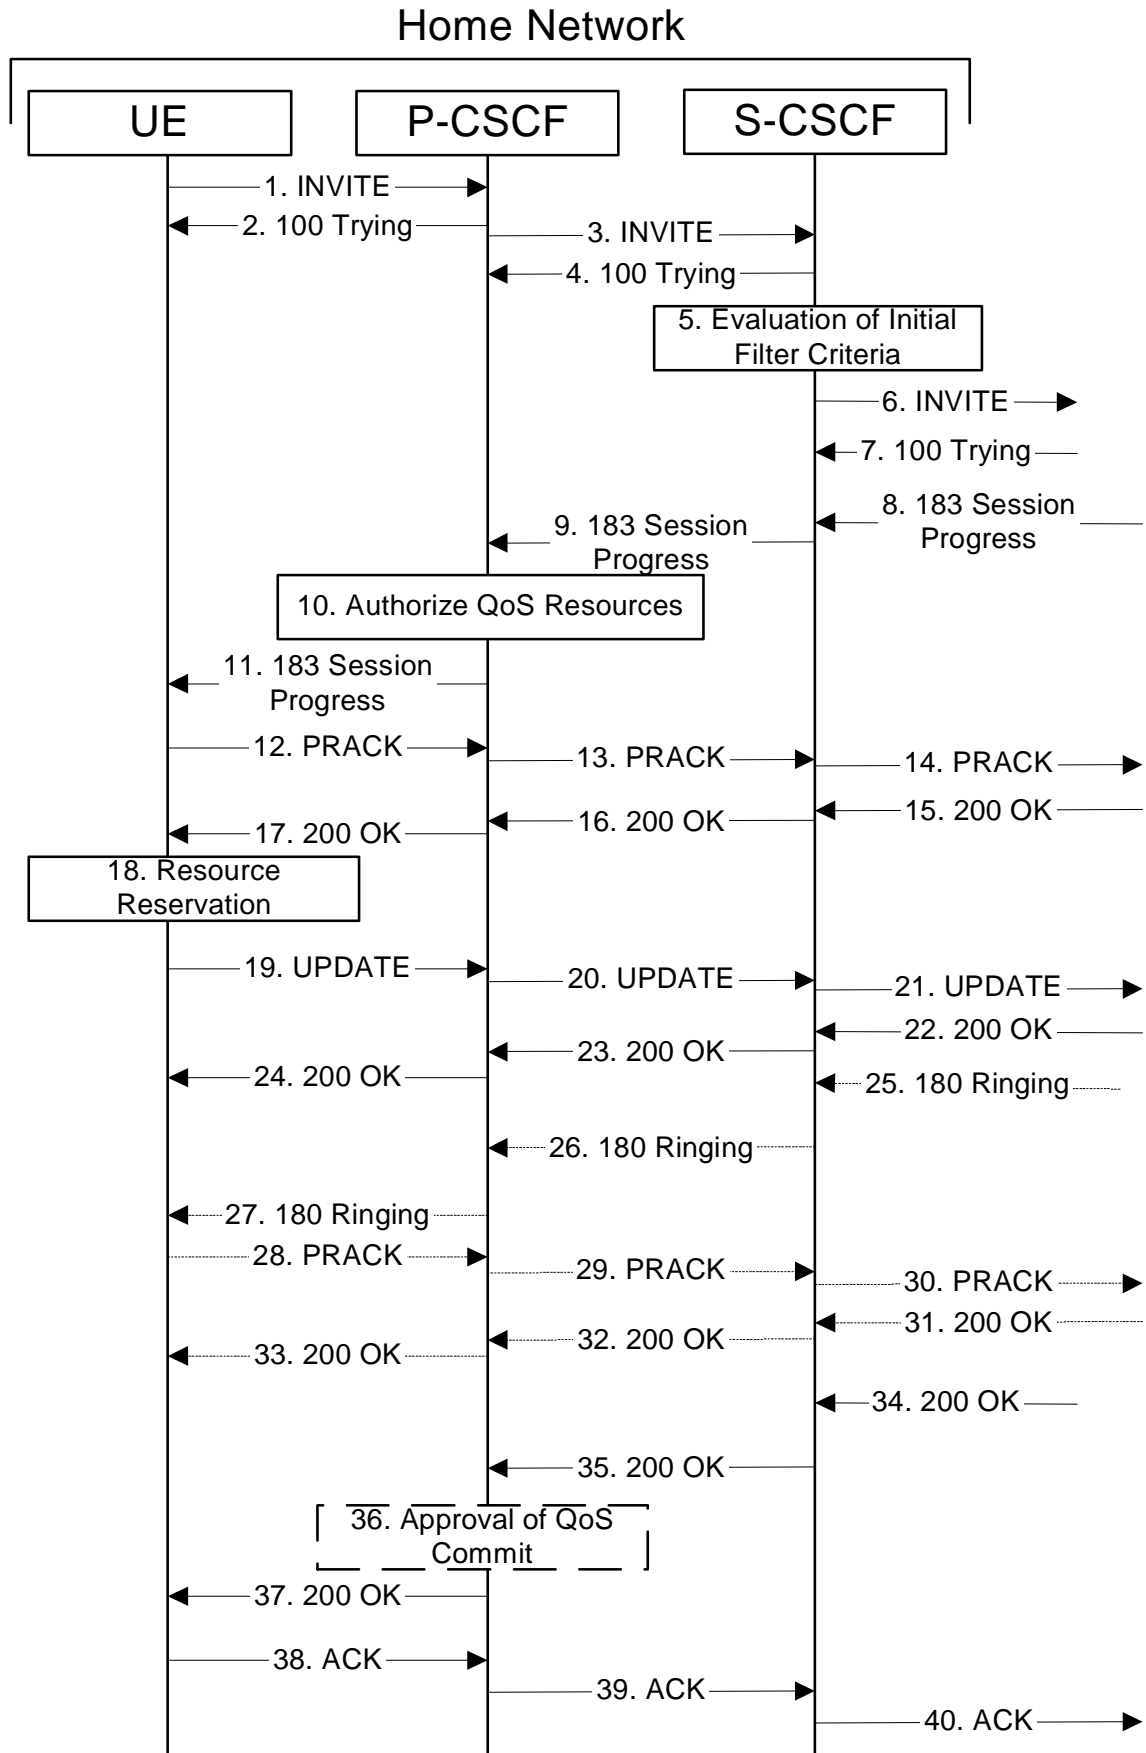 Home Network
UE
P-CSCF
S-CSCF
1. INVITE
2. 100 Trying
3. INVITE
4. 100 Trying
5. Evaluation of Initial
Filter Criteria
6. INVITE
7. 100 Trying
8. 183 Session
Progress
9. 183 Session
Progress
10. Authorize QoS Resources
11. 183 Session
Progress
12. PRACK
13. PRACK
14. PRACK
15. 200 OK
16. 200 OK
17. 200 OK
18. Resource
Reservation
19. UPDATE
20. UPDATE
21. UPDATE
22. 200 OK
23. 200 OK
24. 200 OK
25. 180 Ringing
26. 180 Ringing
27. 180 Ringing
28. PRACK
29. PRACK
30. PRACK
31. 200 OK
32. 200 OK
33. 200 OK
34. 200 OK
35. 200 OK
36. Approval of QoS
Commit
37. 200 OK
38. ACK
39. ACK
40. ACK